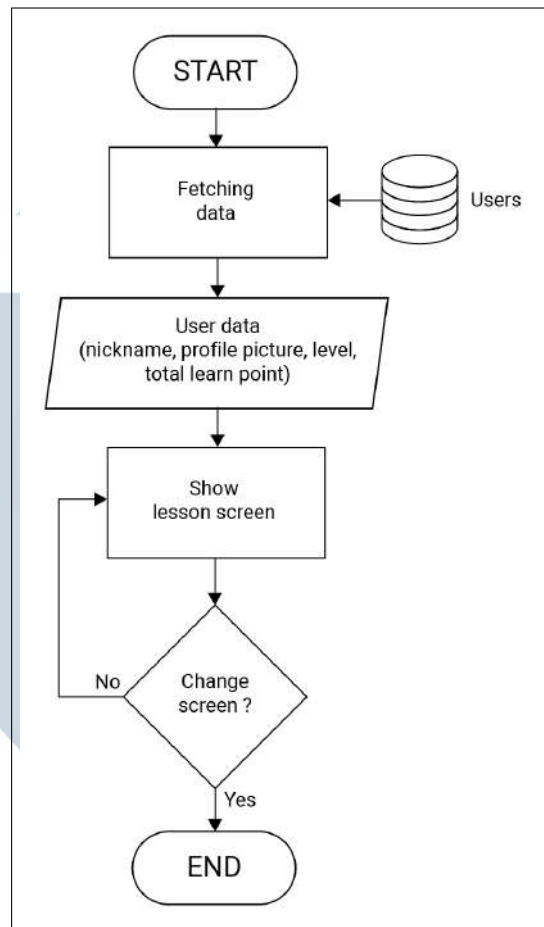 START
Fetching
data
Users
User data
(nickname, profile picture, level,
total learn point)
Show
lesson screen
Change
screen ?
No
Yes
END